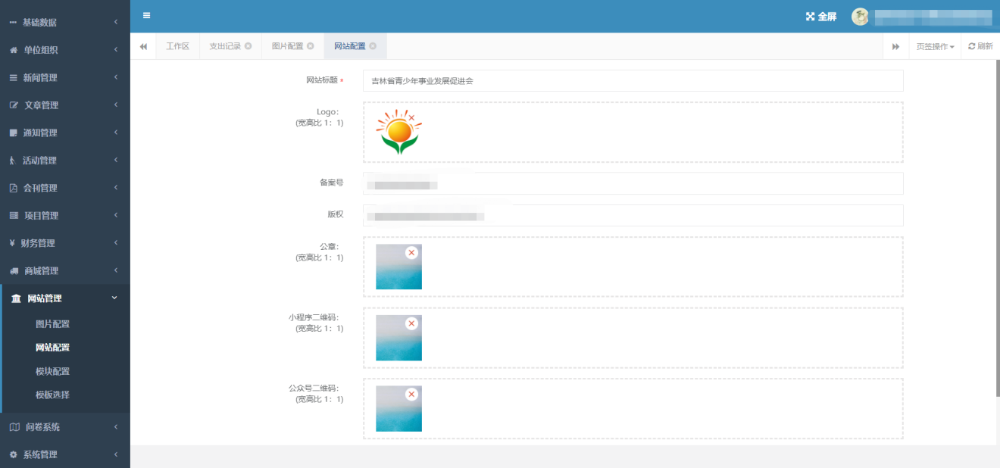 全屏
基础数据
单位组织
新闻管理
文章管理
通知管理
活动管理
会刊管理
项目管理
¥ 财务管理
商城管理
网站管理
图片配置
网站配置
模块配置
模板选择
问卷系统
系统管理
工作区
支出记录
图片配置
网站配置
页签操作
刷新
网站标题 *
吉林省青少年事业发展促进会
Logo:
(宽高比 1：1)
备案号
版权
公章:
(宽高比 1：1)
小程序二维码:
(宽高比 1：1)
公众号二维码:
(宽高比 1：1)